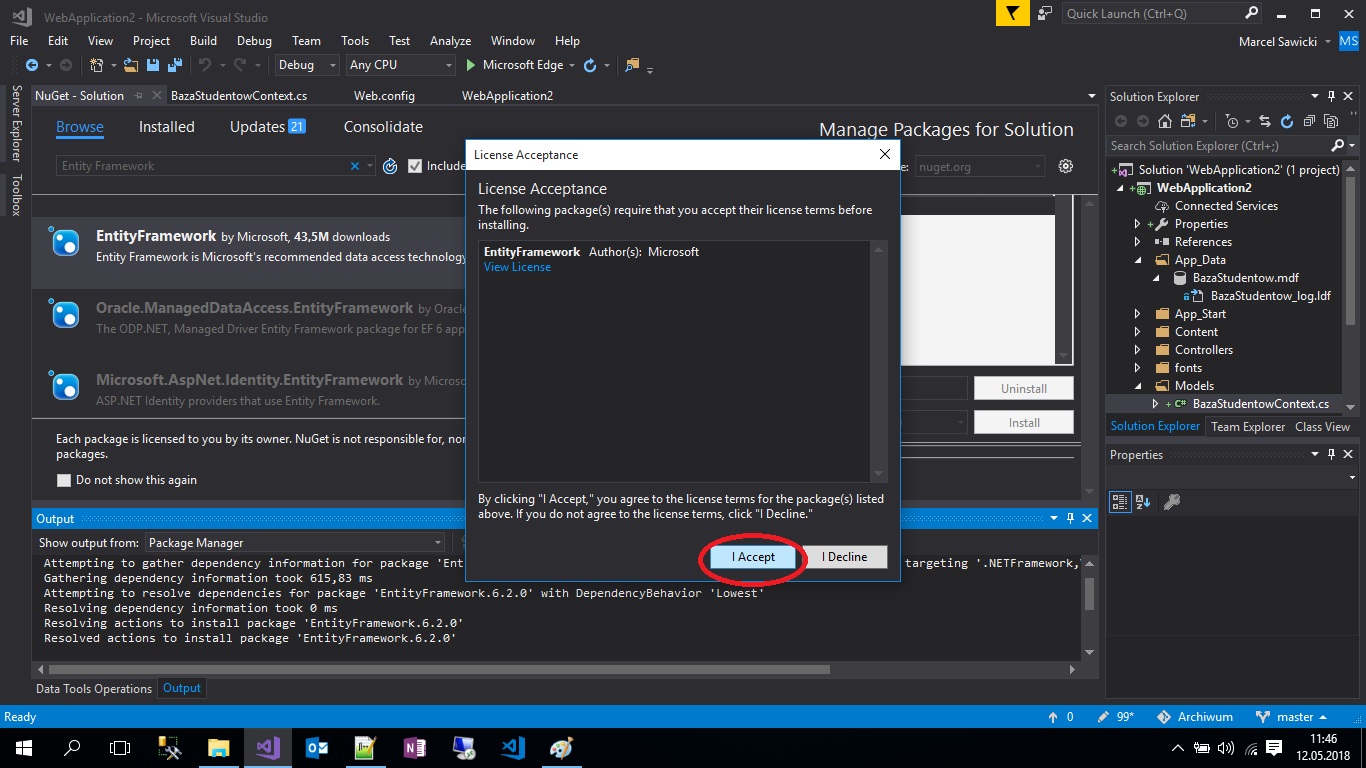 WebApplication2 - Microsoft Visual Studio
Quick Launch (Ctrl+Q)
File Edit View Project Build Debug Team Tools Test Analyze Window Help
Marcel Sawicki MS
Debug Any CPU Microsoft Edge
Server Explorer
Toolbox
NuGet - Solution BazaStudentowContext.cs Web.config WebApplication2
Browse Installed Updates 21 Consolidate
Manage Packages for Solution
Entity Framework
Include
e: nuget.org
EntityFramework by Microsoft, 43,5M downloads
Entity Framework is Microsoft's recommended data access technology
Oracle.ManagedDataAccess.EntityFramework by Oracle
The ODP.NET, Managed Driver Entity Framework package for EF 6 app
Microsoft.AspNet.Identity.EntityFramework by Microso
ASP.NET Identity providers that use Entity Framework.
Each package is licensed to you by its owner. NuGet is not responsible for, nor
packages.
Do not show this again
Uninstall
Install
License Acceptance
License Acceptance
The following package(s) require that you accept their license terms before
installing.
EntityFramework Author(s): Microsoft
View License
By clicking "I Accept," you agree to the license terms for the package(s) listed
above. If you do not agree to the license terms, click "I Decline."
I Accept I Decline
Output
Show output from: Package Manager
Attempting to gather dependency information for package 'Ent targeting '.NETFramework,
Gathering dependency information took 615,83 ms
Attempting to resolve dependencies for package 'EntityFramework.6.2.0' with DependencyBehavior 'Lowest'
Resolving dependency information took 0 ms
Resolving actions to install package 'EntityFramework.6.2.0'
Resolved actions to install package 'EntityFramework.6.2.0'
Data Tools Operations Output
Solution Explorer
Search Solution Explorer (Ctrl+;)
Solution 'WebApplication2' (1 project)
WebApplication2
Connected Services
Properties
References
App_Data
BazaStudentow.mdf
BazaStudentow_log.ldf
App_Start
Content
Controllers
fonts
Models
C# BazaStudentowContext.cs
Solution Explorer Team Explorer Class View
Properties
Ready
0 99* Archiwum master
11:46
12.05.2018